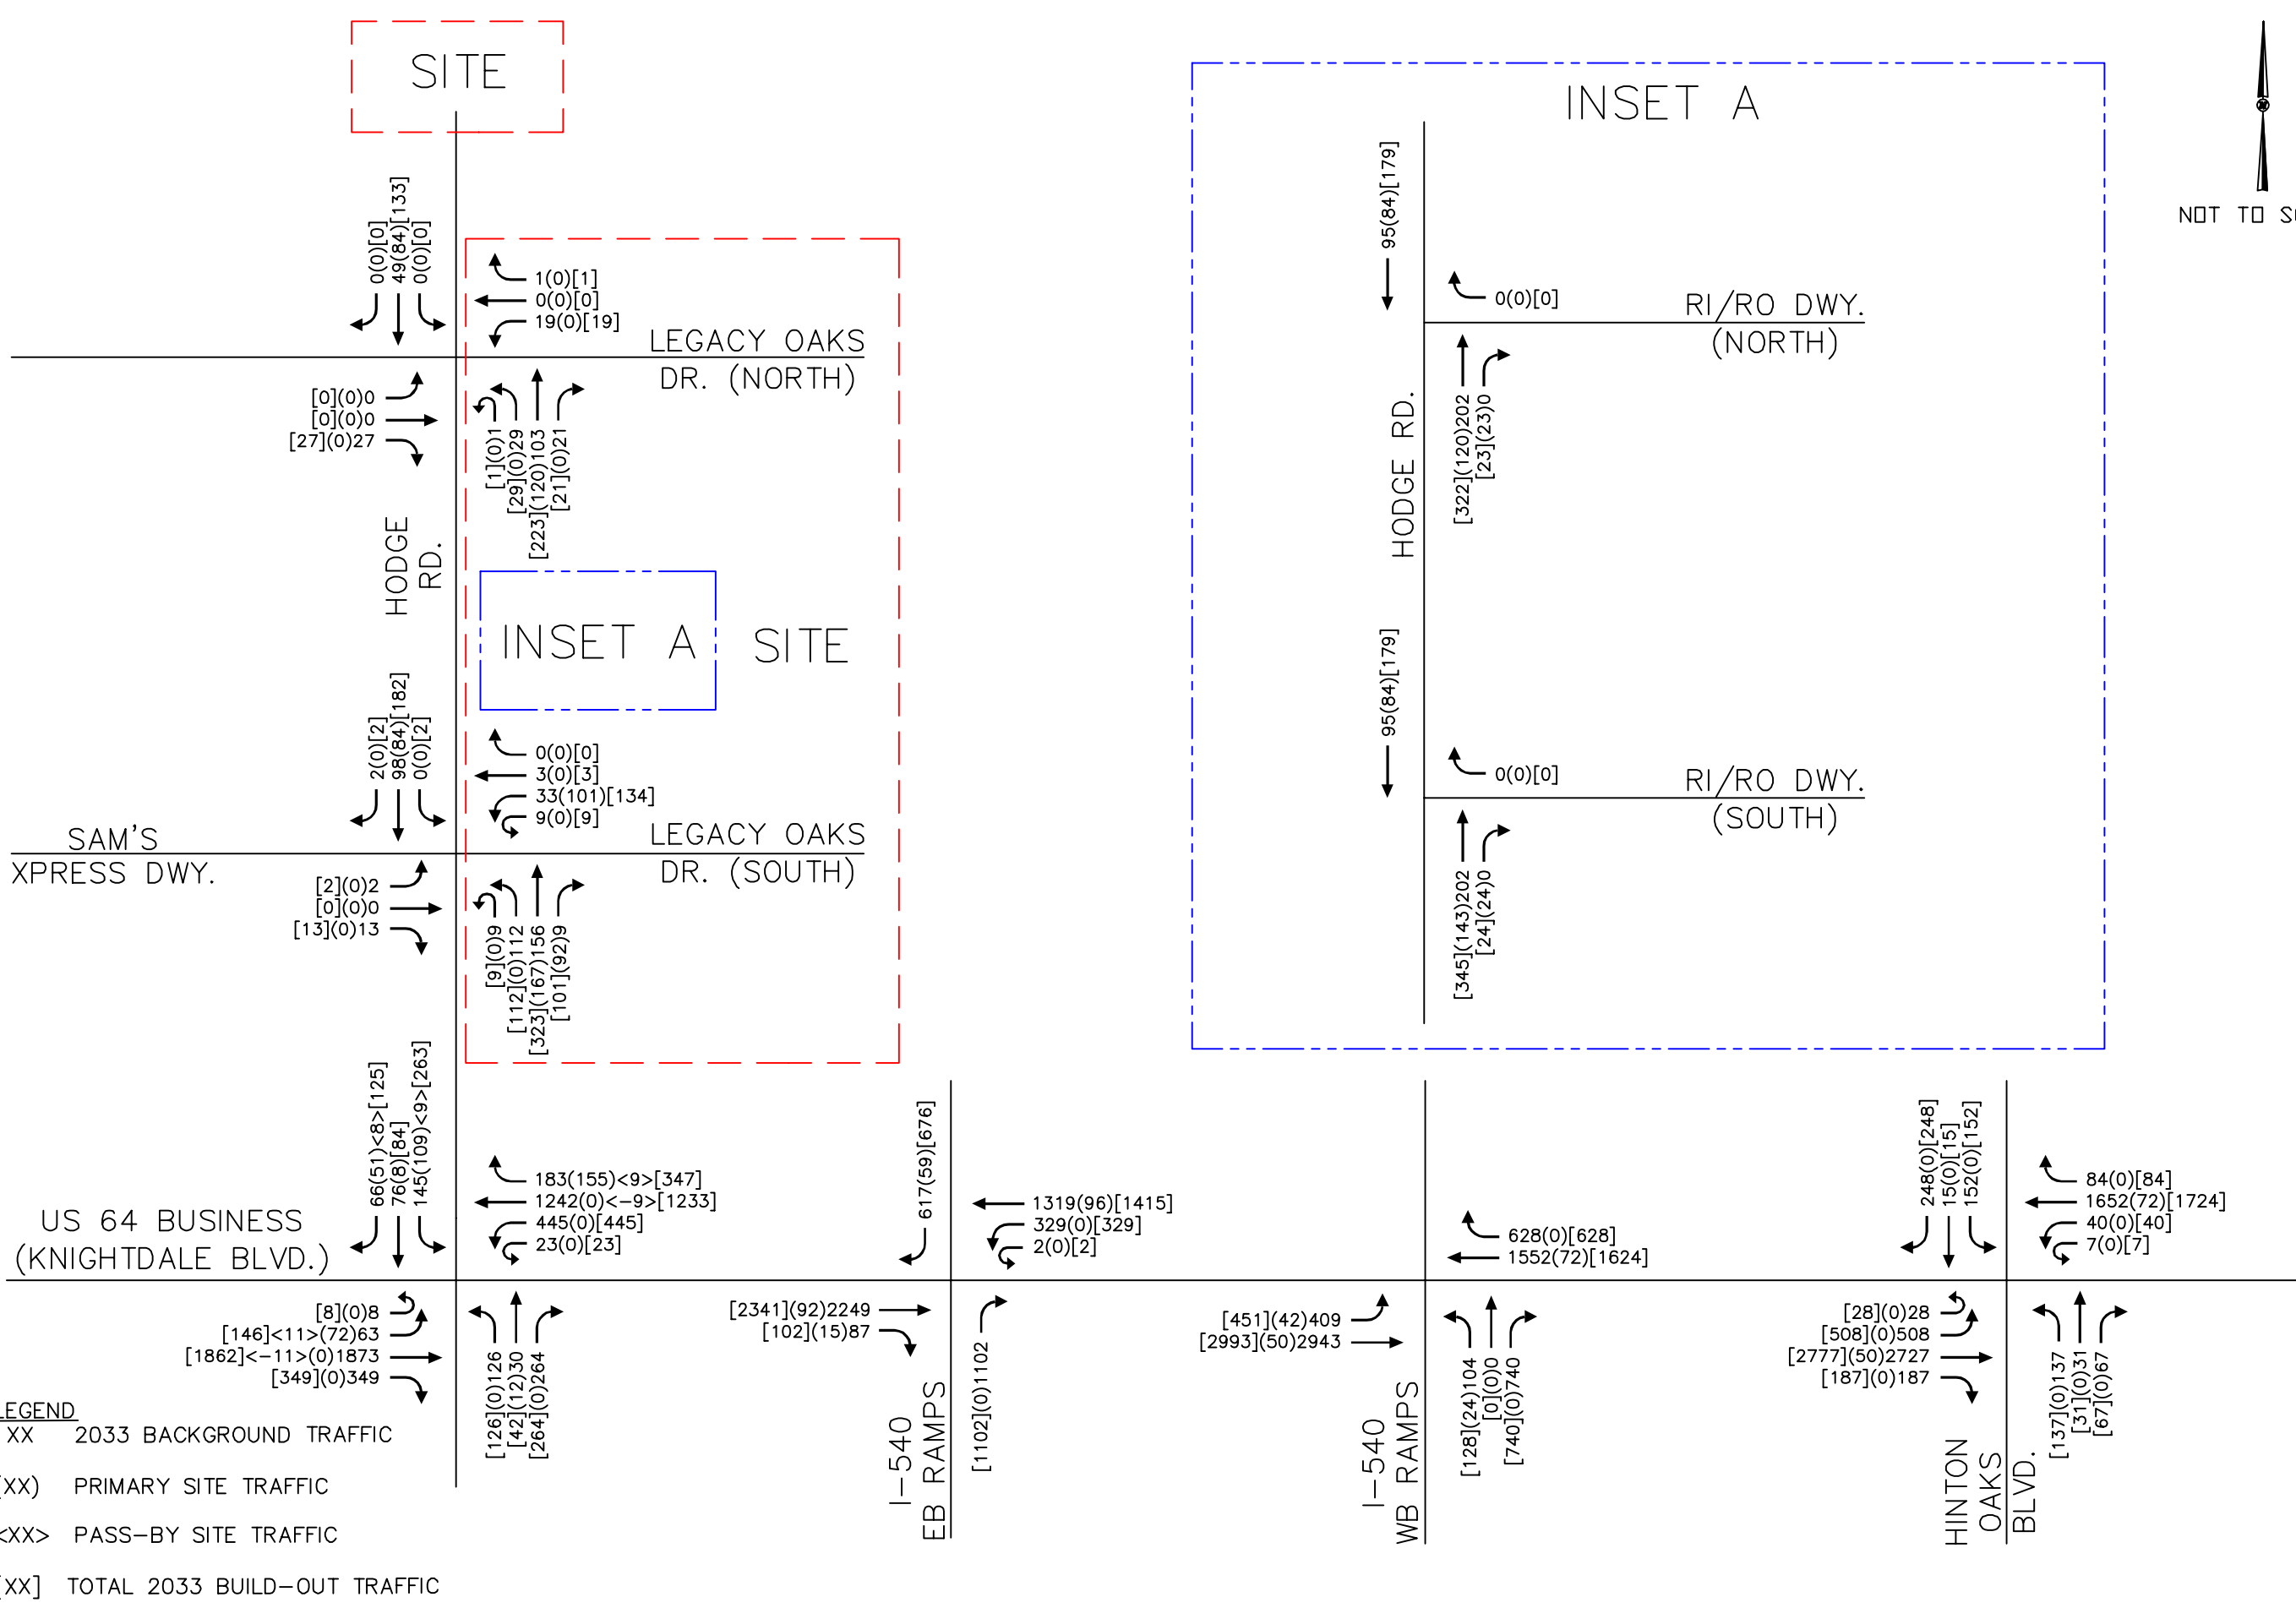 SITE
INSET A
NOT TO S
0(0)[0]
49(84)[133]
0(0)[0]
1(0)[1]
0(0)[0]
19(0)[19]
LEGACY OAKS
DR. (NORTH)
[0](0)0
[0](0)0
[27](0)27
[1](0)1
[29](0)29
[223](120)103
[21](0)21
HODGE
RD.
INSET A
SITE
2(0)[2]
98(84)[182]
0(0)[2]
0(0)[0]
3(0)[3]
33(101)[134]
9(0)[9]
SAM'S
XPRESS DWY.
LEGACY OAKS
DR. (SOUTH)
[2](0)2
[0](0)0
[13](0)13
[9](0)9
[112](0)112
[323](167)156
[101](92)9
95(84)[179]
0(0)[0]
RI/RO DWY.
(NORTH)
[322](120)202
[23](23)0
HODGE RD.
95(84)[179]
0(0)[0]
RI/RO DWY.
(SOUTH)
[345](143)202
[24](24)0
66(51)<8>[125]
76(8)[84]
145(109)<9>[263]
183(155)<9>[347]
1242(0)<-9>[1233]
445(0)[445]
23(0)[23]
US 64 BUSINESS
(KNIGHTDALE BLVD.)
[8](0)8
[146]<11>(72)63
[1862]<-11>(0)1873
[349](0)349
[126](0)126
[42](12)30
[264](0)264
617(59)[676]
1319(96)[1415]
329(0)[329]
2(0)[2]
[2341](92)2249
[102](15)87
[1102](0)1102
I-540
EB RAMPS
628(0)[628]
1552(72)[1624]
[451](42)409
[2993](50)2943
[128](24)104
[0](0)0
[740](0)740
I-540
WB RAMPS
248(0)[248]
15(0)[15]
152(0)[152]
84(0)[84]
1652(72)[1724]
40(0)[40]
7(0)[7]
[28](0)28
[508](0)508
[2777](50)2727
[187](0)187
[137](0)137
[31](0)31
[67](0)67
HINTON
OAKS
BLVD.
LEGEND
XX 2033 BACKGROUND TRAFFIC
XX) PRIMARY SITE TRAFFIC
<XX> PASS-BY SITE TRAFFIC
[XX] TOTAL 2033 BUILD-OUT TRAFFIC